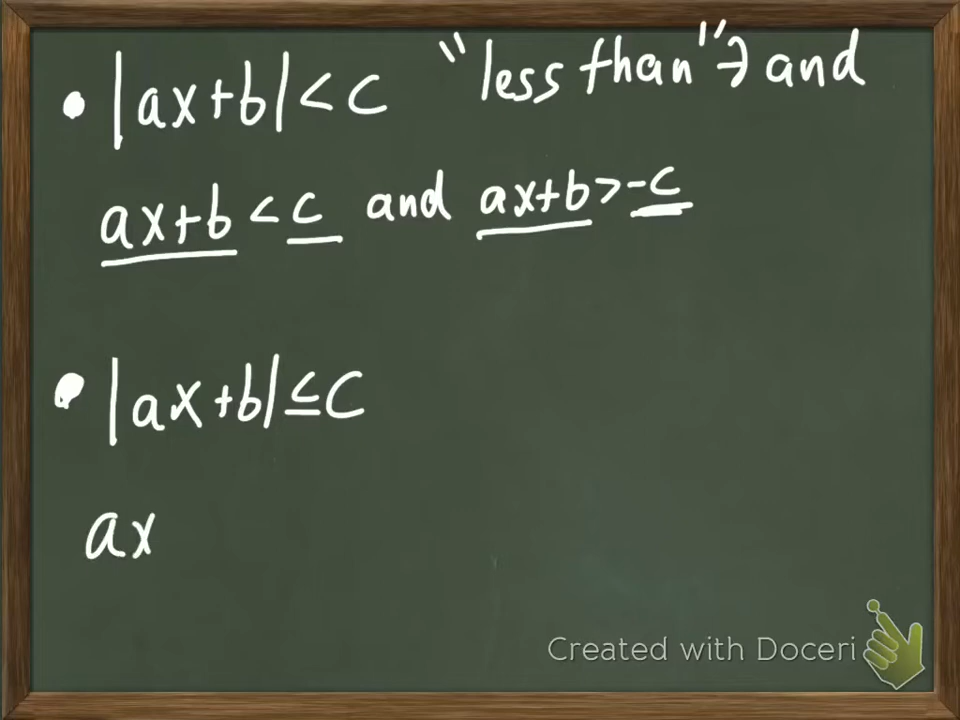 • |ax+b| < c "less than" → and
ax+b < c and ax+b > -c
• |ax+b| ≤ c
ax
Created with Doceri